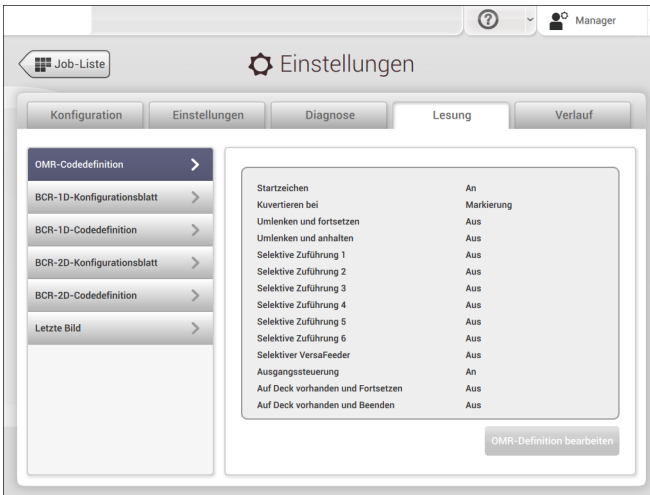 ?
Manager
Job-Liste
Einstellungen
Konfiguration
Einstellungen
Diagnose
Lesung
Verlauf
OMR-Codedefinition
BCR-1D-Konfigurationsblatt
BCR-1D-Codedefinition
BCR-2D-Konfigurationsblatt
BCR-2D-Codedefinition
Letzte Bild
Startzeichen An
Kuvertieren bei Markierung
Umlenken und fortsetzen Aus
Umlenken und anhalten Aus
Selektive Zuführung 1 Aus
Selektive Zuführung 2 Aus
Selektive Zuführung 3 Aus
Selektive Zuführung 4 Aus
Selektive Zuführung 5 Aus
Selektive Zuführung 6 Aus
Selektiver VersaFeeder Aus
Ausgangssteuerung An
Auf Deck vorhanden und Fortsetzen Aus
Auf Deck vorhanden und Beenden Aus
OMR-Definition bearbeiten